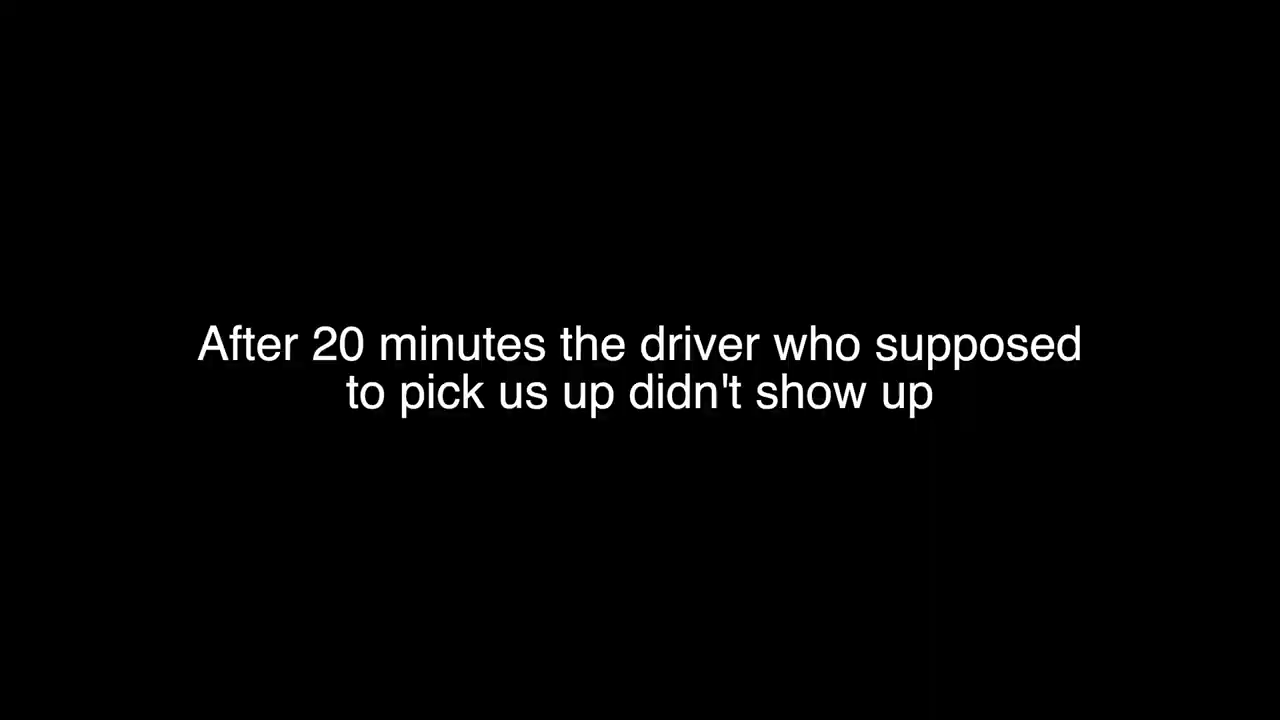 After 20 minutes the driver who supposed
to pick us up didn't show up